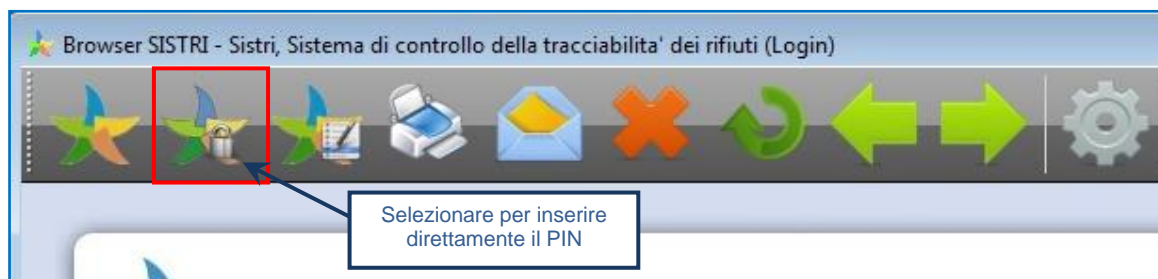 Browser SISTRI - Sistri, Sistema di controllo della tracciabilita' dei rifiuti (Login)
Selezionare per inserire
direttamente il PIN